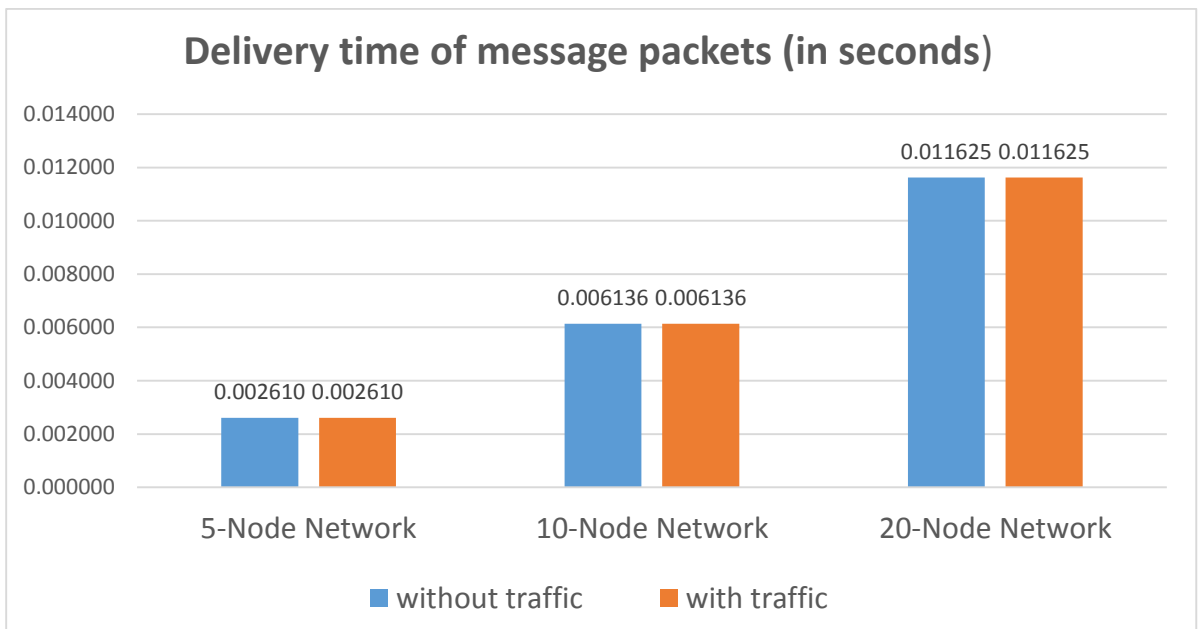 Delivery time of message packets (in seconds)
0.014000
0.012000
0.010000
0.008000
0.006000
0.004000
0.002000
0.000000
0.002610 0.002610
0.006136 0.006136
0.011625 0.011625
5-Node Network
10-Node Network
20-Node Network
without traffic
with traffic